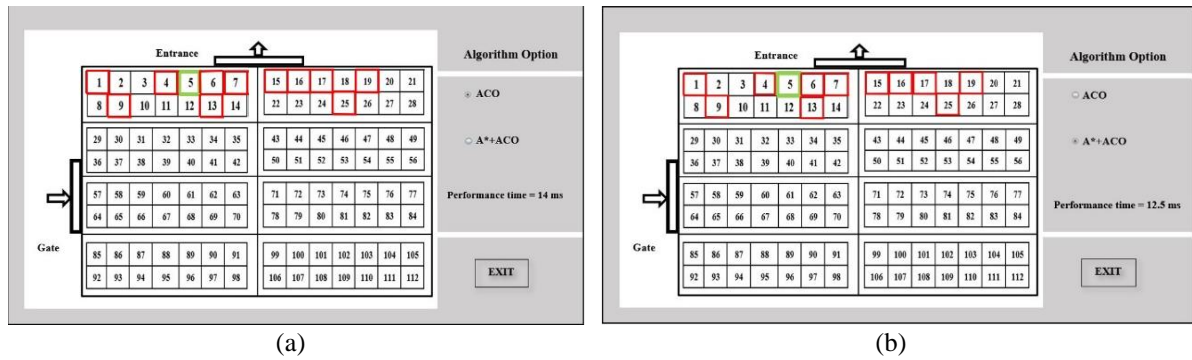 Entrance
1 2 3 4 5 6 7 15 16 17 18 19 20 21
8 9 10 11 12 13 14 22 23 24 25 26 27 28
29 30 31 32 33 34 35 43 44 45 46 47 48 49
36 37 38 39 40 41 42 50 51 52 53 54 55 56
57 58 59 60 61 62 63 71 72 73 74 75 76 77
64 65 66 67 68 69 70 78 79 80 81 82 83 84
Gate
85 86 87 88 89 90 91 99 100 101 102 103 104 105
92 93 94 95 96 97 98 106 107 108 109 110 111 112
Algorithm Option
ACO
A*+ACO
Performance time = 14 ms
EXIT
(a)
Entrance
1 2 3 4 5 6 7 15 16 17 18 19 20 21
8 9 10 11 12 13 14 22 23 24 25 26 27 28
29 30 31 32 33 34 35 43 44 45 46 47 48 49
36 37 38 39 40 41 42 50 51 52 53 54 55 56
57 58 59 60 61 62 63 71 72 73 74 75 76 77
64 65 66 67 68 69 70 78 79 80 81 82 83 84
Gate
85 86 87 88 89 90 91 99 100 101 102 103 104 105
92 93 94 95 96 97 98 106 107 108 109 110 111 112
Algorithm Option
ACO
A*+ACO
Performance time = 12.5 ms
EXIT
(b)